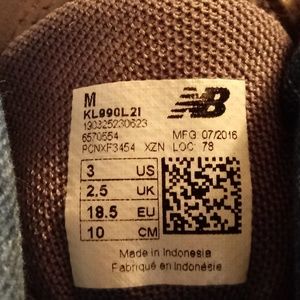 M
KL990L2I
190325230623
6570554 MFG 07/2016
PCNXF3454 XZN LOC: 78
3 US
2.5 UK
18.5 EU
10 CM
Made in Indonesia
Fabriqué en Indonésie